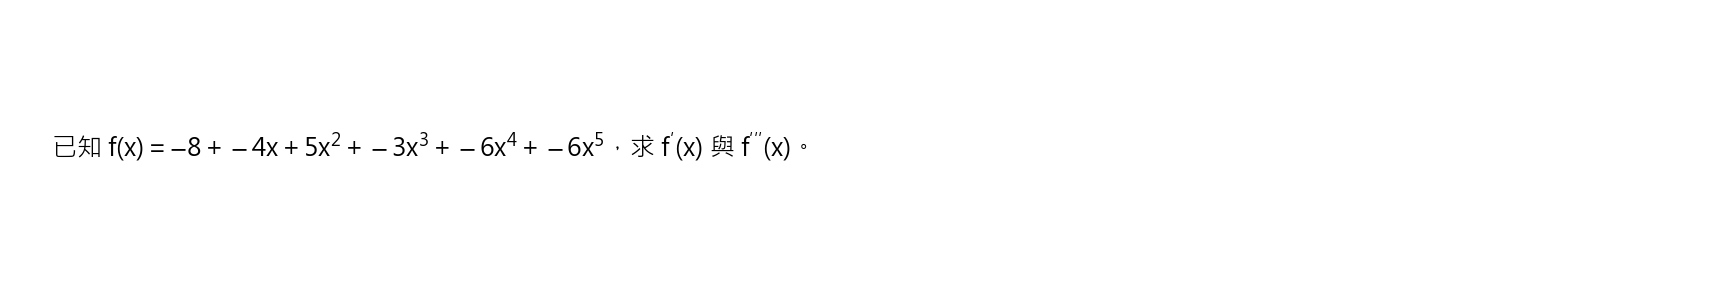 已知 f(x) = −8 + −4x + 5x² + −3x³ + −6x⁴ + −6x⁵，求 f′(x) 與 f′′′(x)。